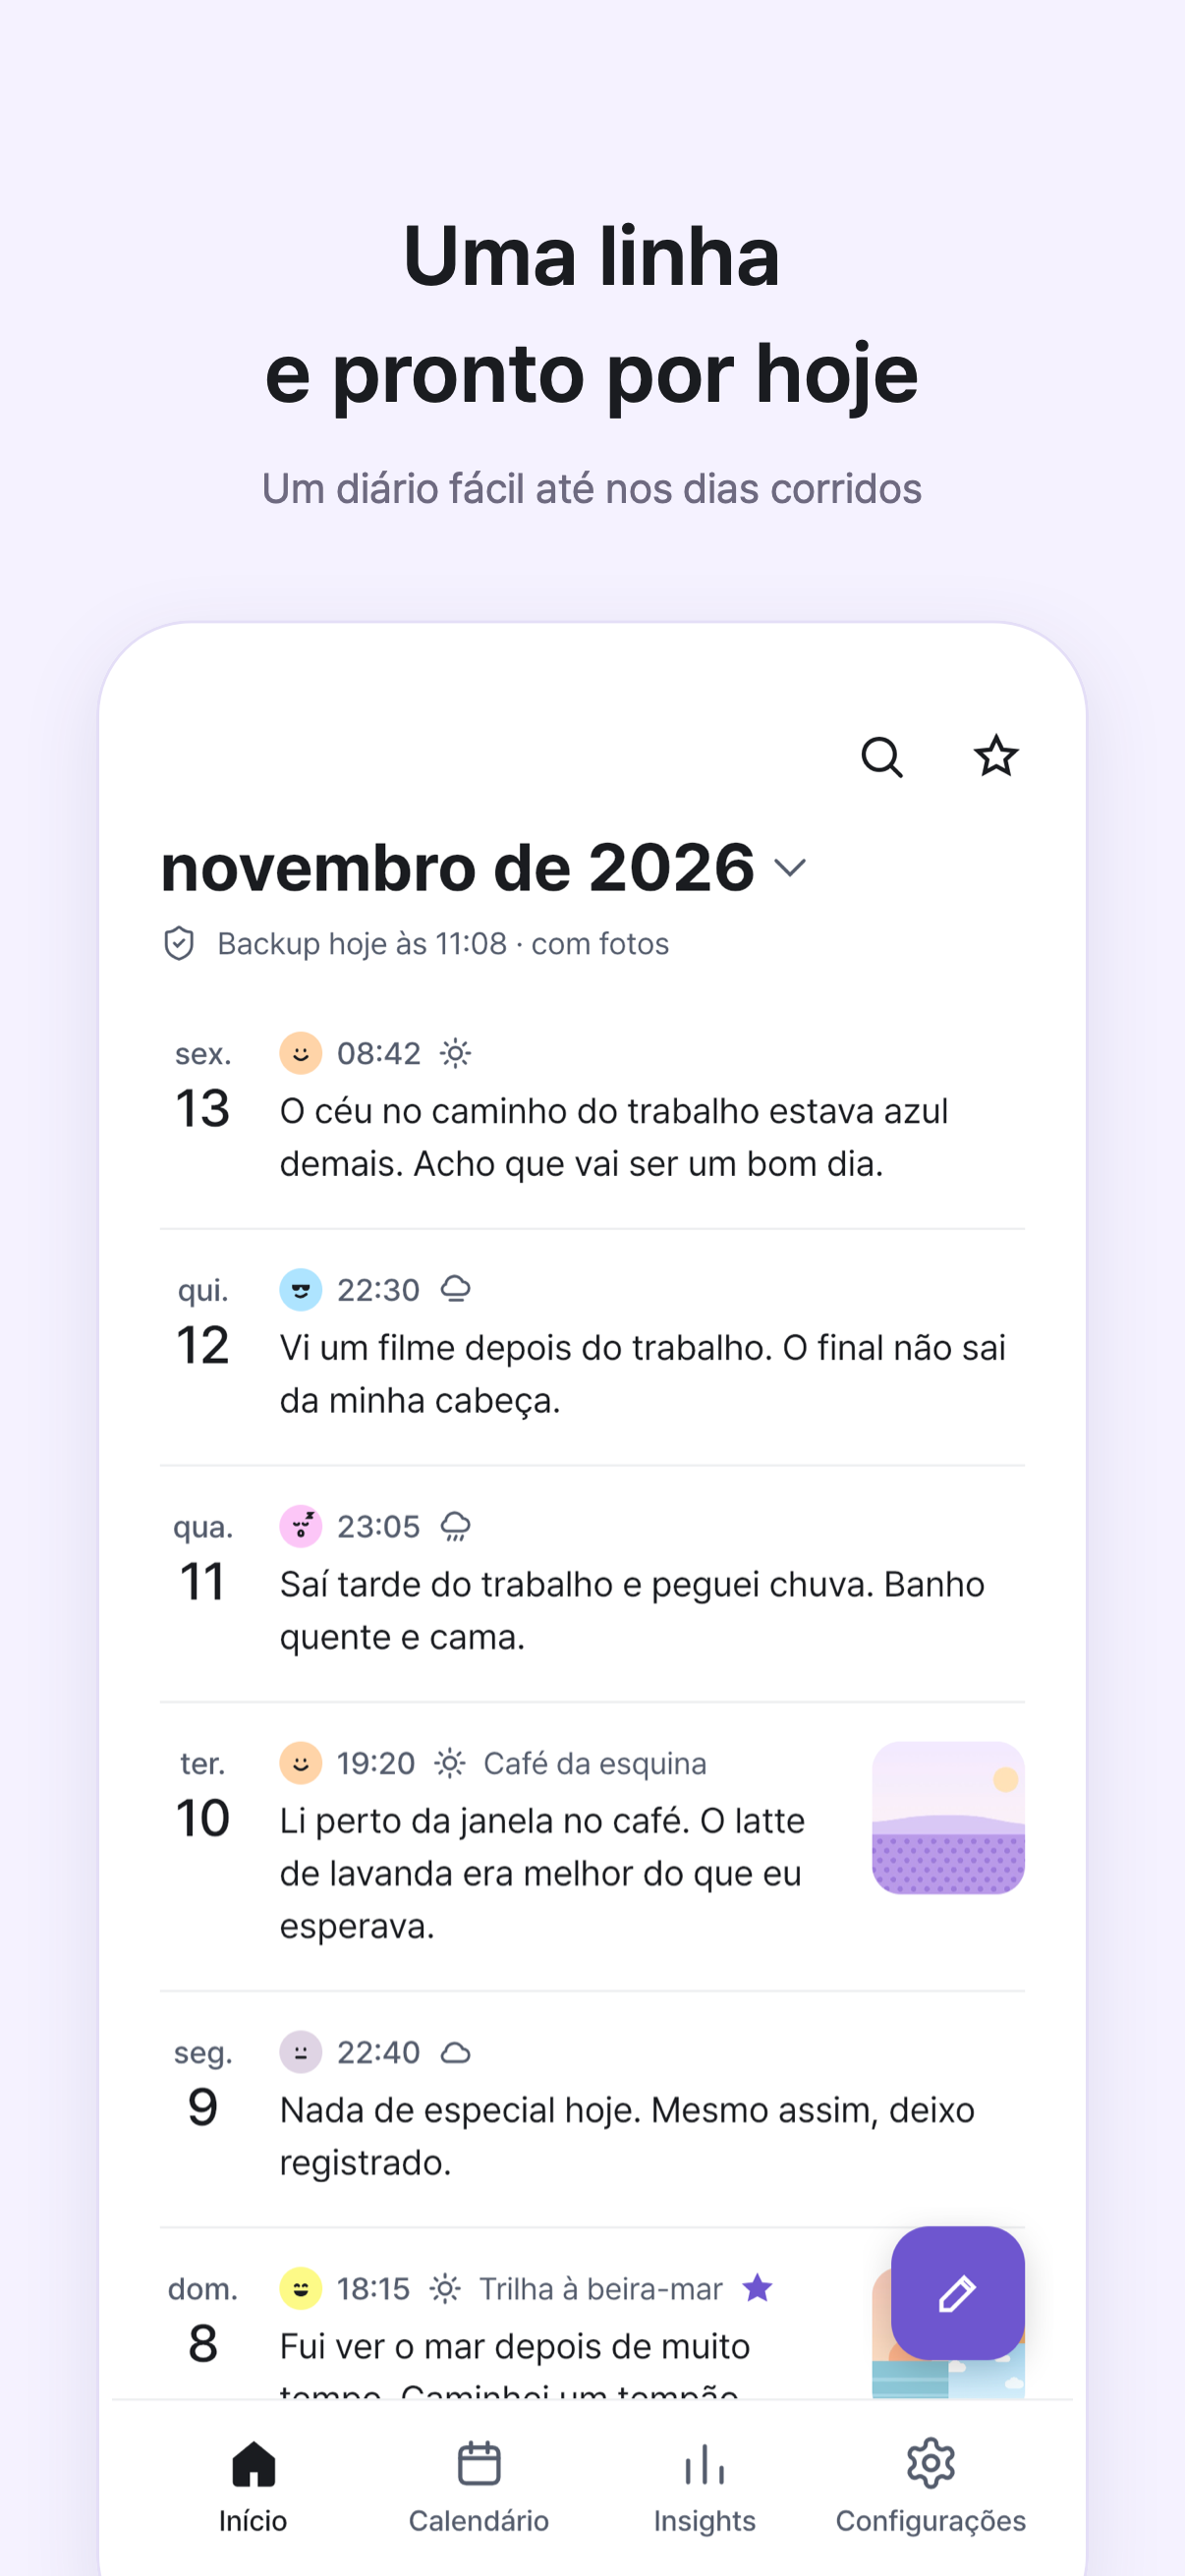 Uma linha
e pronto por hoje
Um diário fácil até nos dias corridos
novembro de 2026
Backup hoje às 11:08 · com fotos
sex.
13
08:42
O céu no caminho do trabalho estava azul
demais. Acho que vai ser um bom dia.
qui.
12
22:30
Vi um filme depois do trabalho. O final não sai
da minha cabeça.
qua.
11
23:05
Saí tarde do trabalho e peguei chuva. Banho
quente e cama.
ter.
10
19:20 Café da esquina
Li perto da janela no café. O latte
de lavanda era melhor do que eu
esperava.
seg.
9
22:40
Nada de especial hoje. Mesmo assim, deixo
registrado.
dom.
8
18:15 Trilha à beira-mar
Fui ver o mar depois de muito
tempo. Caminhei um tempão
Início
Calendário
Insights
Configurações